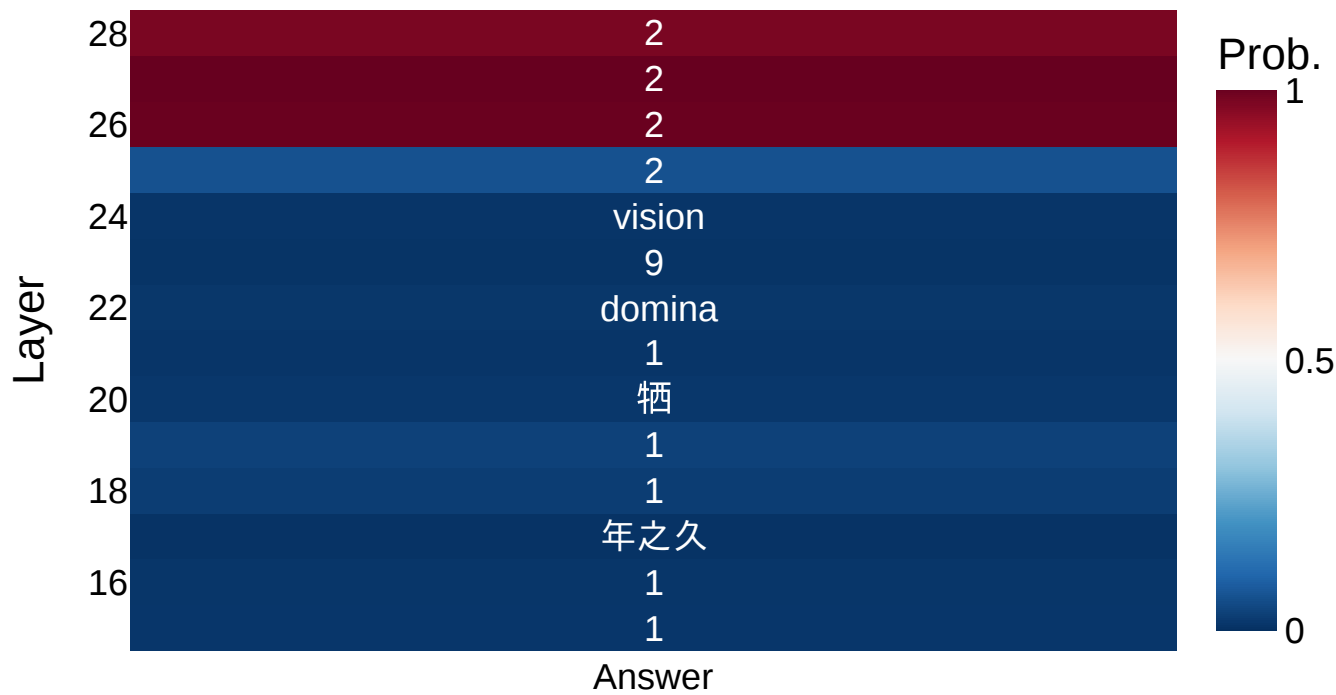 Prob.
28 2 1
2
26 2
2
24 vision
9
22 domina
1 0.5
20 牺
1
18 1
年之久
16 1
1 0
Layer
Answer